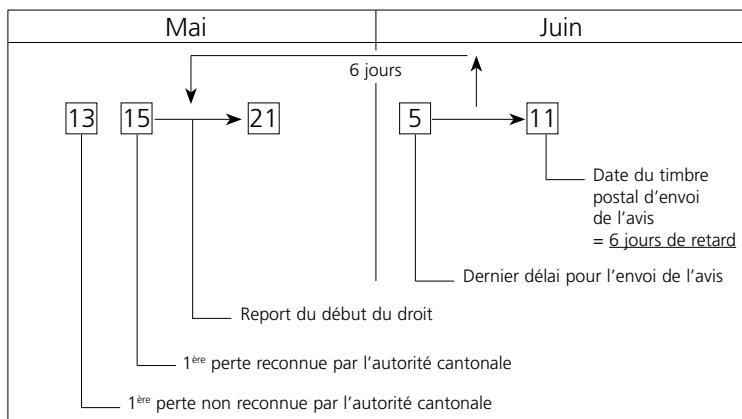 Mai Juin
6 jours
13 15 21 5 11
Date du timbre
postal d’envoi
de l’avis
= 6 jours de retard
Dernier délai pour l’envoi de l’avis
Report du début du droit
1ère perte reconnue par l’autorité cantonale
1ère perte non reconnue par l’autorité cantonale